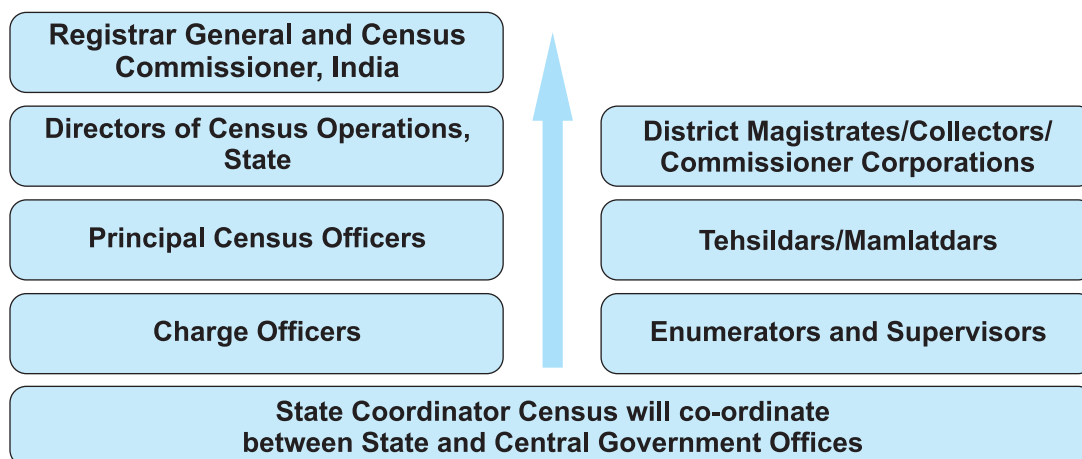 Registrar General and Census
Commissioner, India
Directors of Census Operations,
State
District Magistrates/Collectors/
Commissioner Corporations
Principal Census Officers
Tehsildars/Mamlatdars
Charge Officers
Enumerators and Supervisors
State Coordinator Census will co-ordinate
between State and Central Government Offices